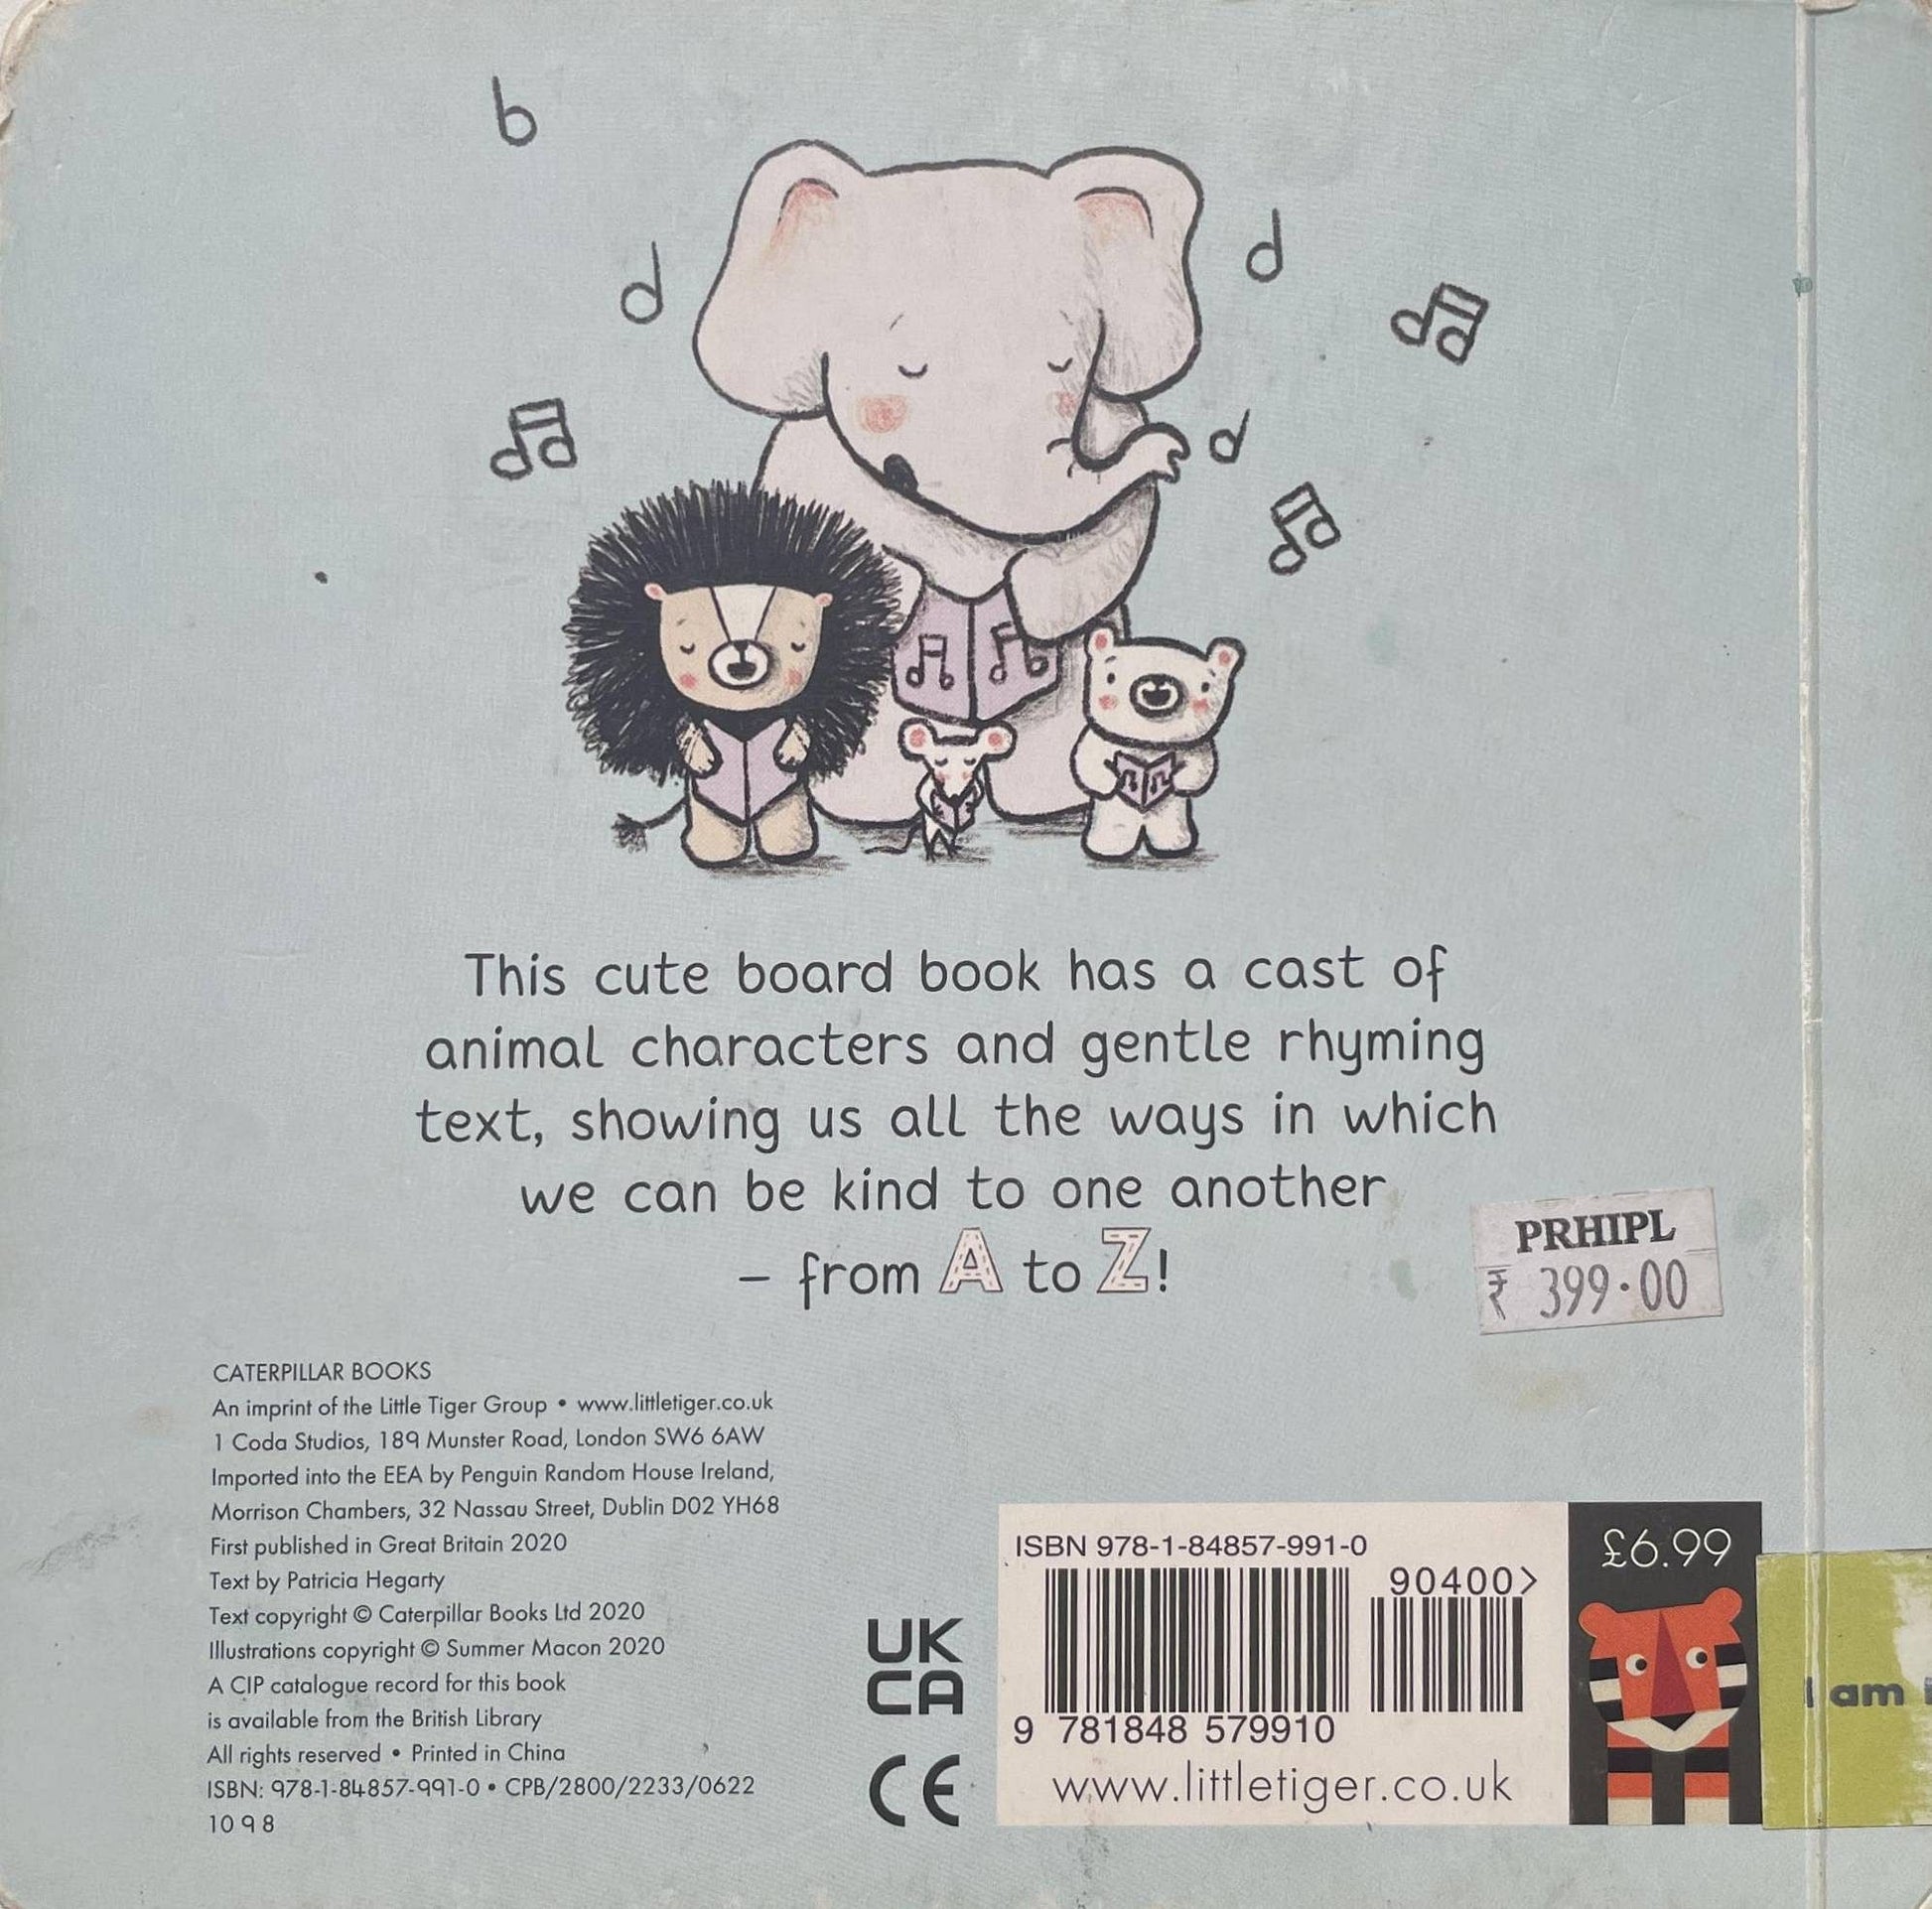 This cute board book has a cast of
animal characters and gentle rhyming
text, showing us all the ways in which
we can be kind to one another
– from A to Z!
PRHIPL
₹ 399.00
CATERPILLAR BOOKS
An imprint of the Little Tiger Group • www.littletiger.co.uk
1 Coda Studios, 189 Munster Road, London SW6 6AW
Imported into the EEA by Penguin Random House Ireland,
Morrison Chambers, 32 Nassau Street, Dublin D02 YH68
First published in Great Britain 2020
Text by Patricia Hegarty
Text copyright © Caterpillar Books Ltd 2020
Illustrations copyright © Summer Macon 2020
A CIP catalogue record for this book
is available from the British Library
All rights reserved • Printed in China
ISBN: 978-1-84857-991-0 • CPB/2800/2233/0622
10 9 8
UK
CA
CE
ISBN 978-1-84857-991-0
90400>
9 781848 579910
www.littletiger.co.uk
£6.99
I am